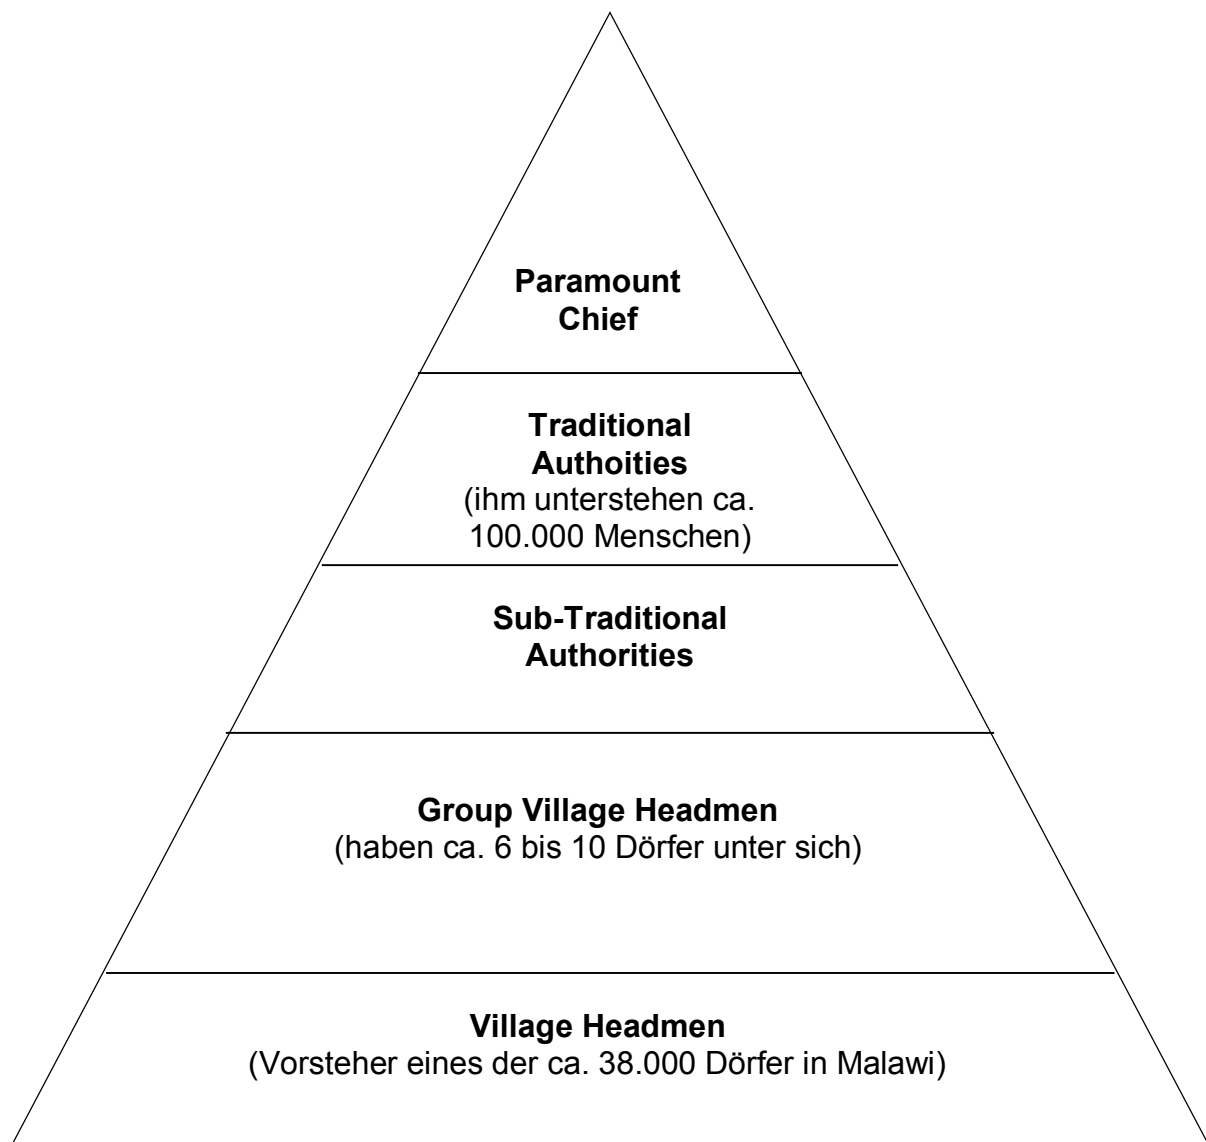 Paramount
Chief
Traditional
Authoities
(ihm unterstehen ca.
100.000 Menschen)
Sub-Traditional
Authorities
Group Village Headmen
(haben ca. 6 bis 10 Dörfer unter sich)
Village Headmen
(Vorsteher eines der ca. 38.000 Dörfer in Malawi)